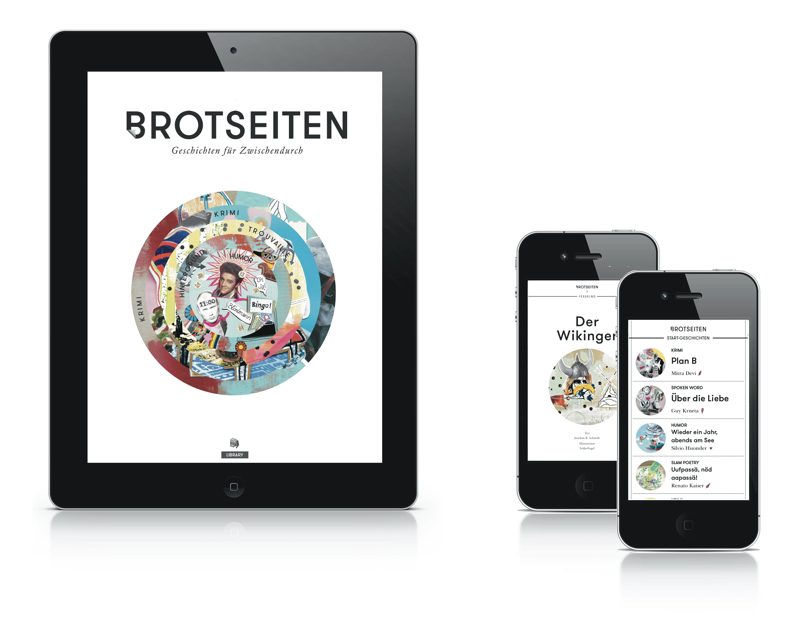 BROTSEITEN
Geschichten für Zwischendurch
KRIMI
TROUVAILLE
HUMOR
KRIMI
11:00
Bingo!
LIBRARY
BROTSEITEN
Der
Wikinger
BROTSEITEN
START-GESCHICHTEN
KRIMI
Plan B
Mitra Devi
SPOKEN WORD
Über die Liebe
Guy Krneta
HUMOR
Wieder ein Jahr,
abends am See
Silvio Huonder
SLAM POETRY
Uufpassä, nöd
aapassä!
Renato Kaiser